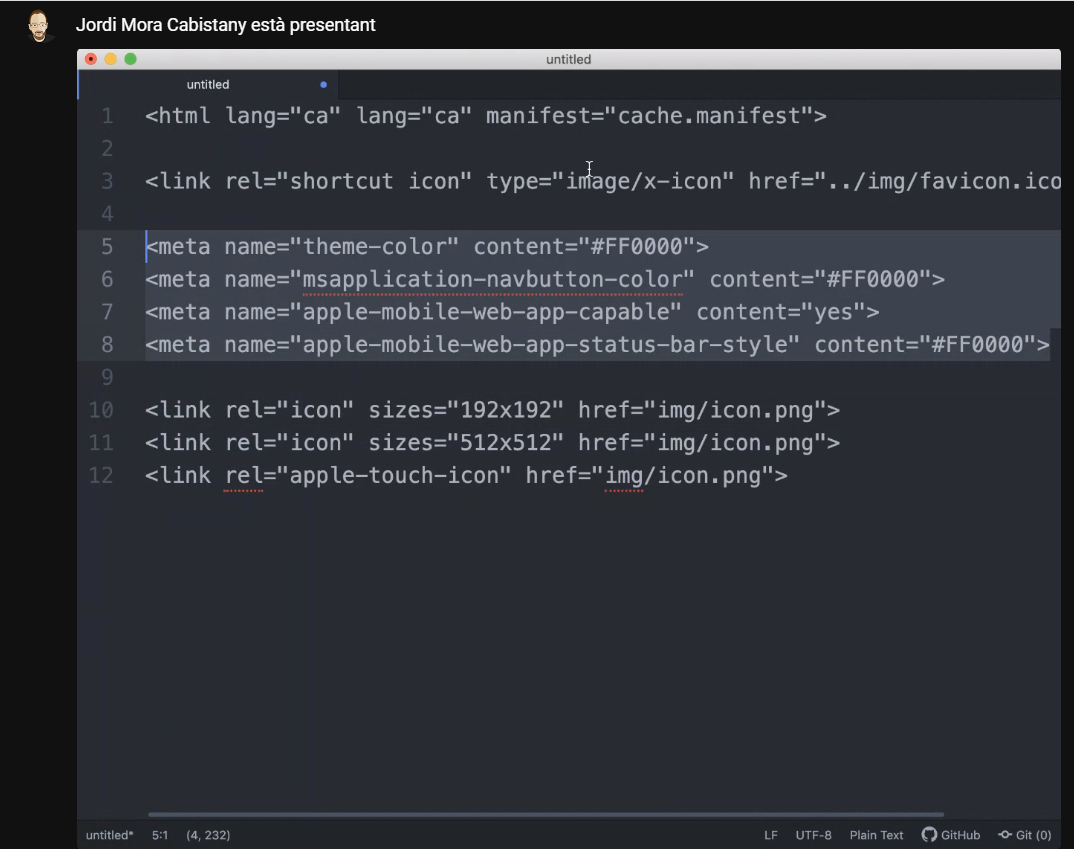 Jordi Mora Cabistany està presentant
untitled
untitled
1 <html lang="ca" lang="ca" manifest="cache.manifest">
2
3 <link rel="shortcut icon" type="image/x-icon" href="../img/favicon.ico
4
5 <meta name="theme-color" content="#FF0000">
6 <meta name="msapplication-navbutton-color" content="#FF0000">
7 <meta name="apple-mobile-web-app-capable" content="yes">
8 <meta name="apple-mobile-web-app-status-bar-style" content="#FF0000">
9
10 <link rel="icon" sizes="192x192" href="img/icon.png">
11 <link rel="icon" sizes="512x512" href="img/icon.png">
12 <link rel="apple-touch-icon" href="img/icon.png">
untitled* 5:1 (4, 232) LF UTF-8 Plain Text GitHub Git (0)